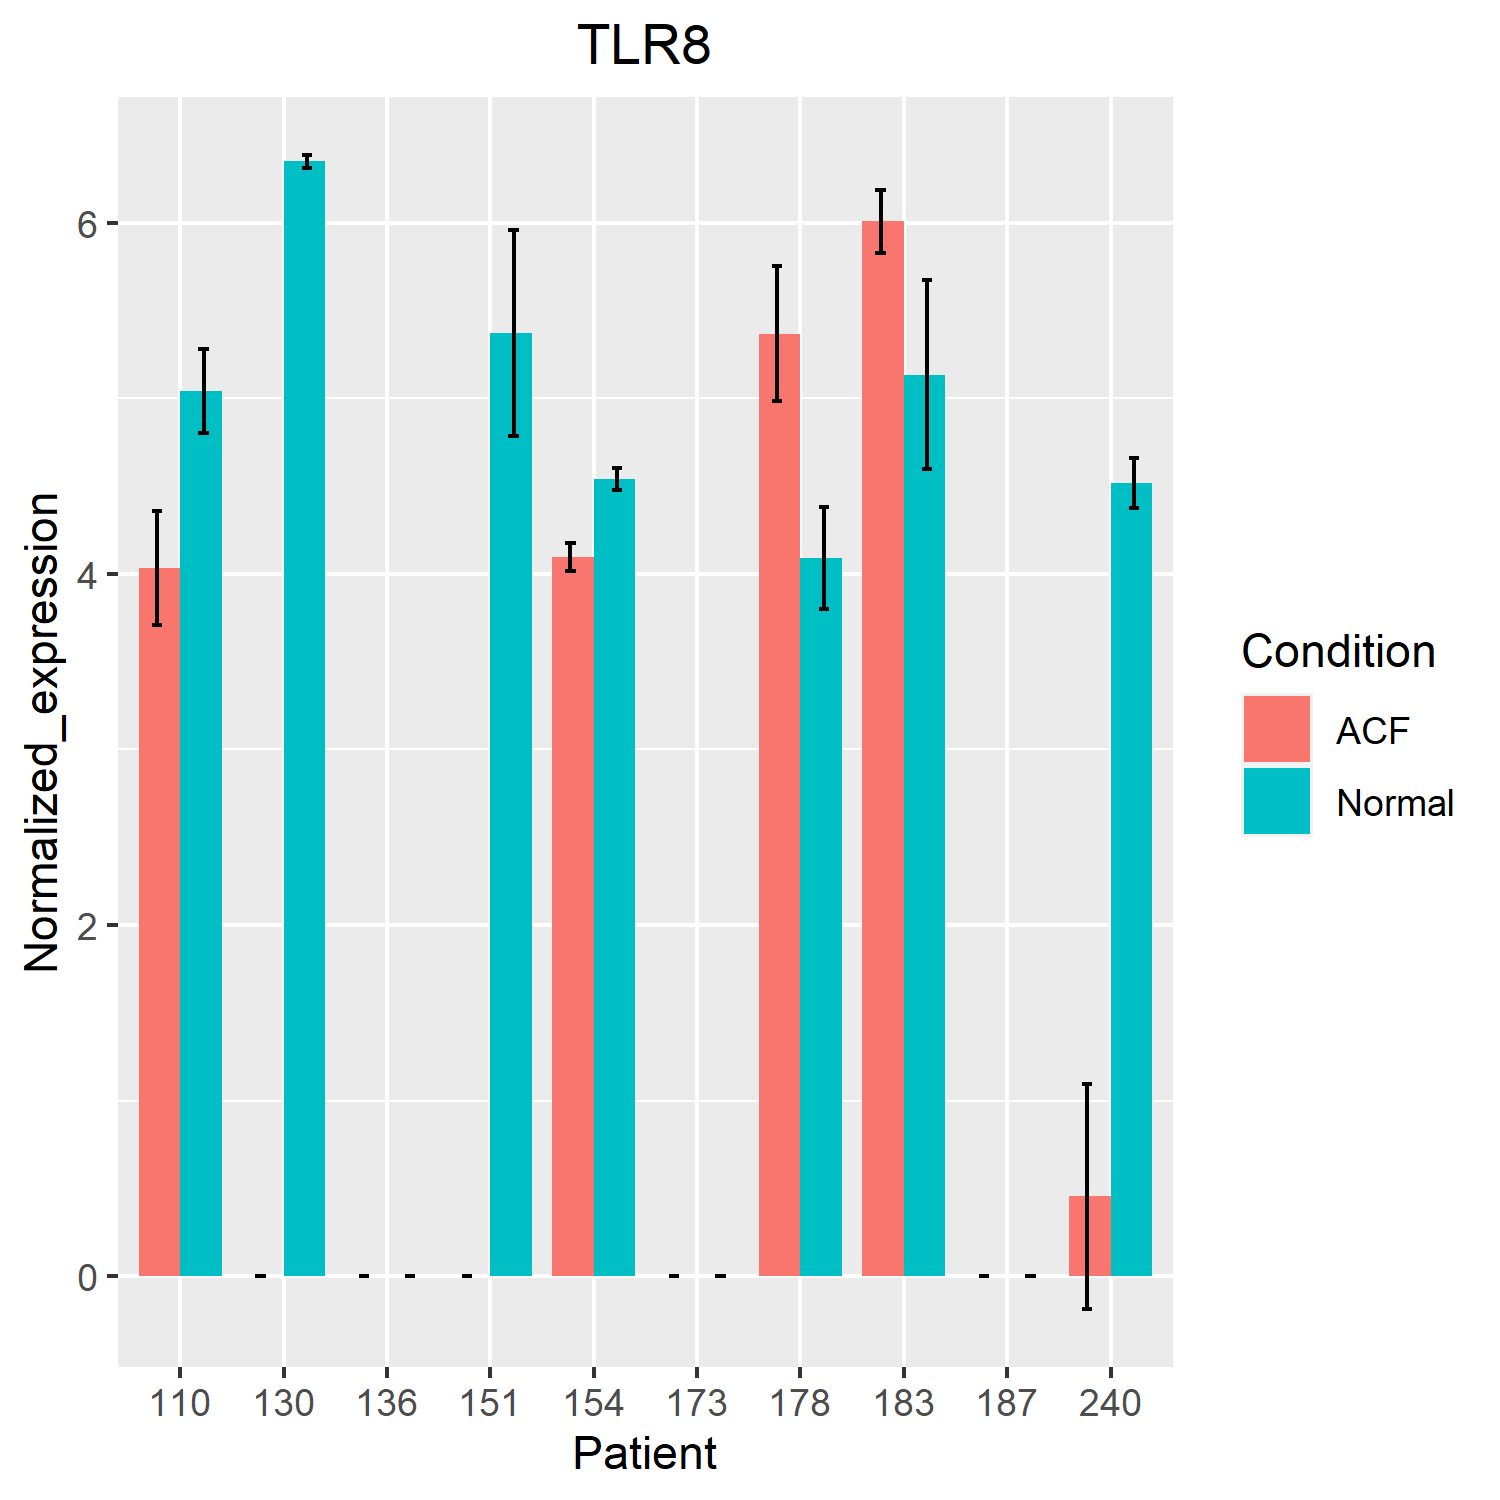 TLR8
Normalized_expression
6
4
2
0
110 130 136 151 154 173 178 183 187 240
Patient
Condition
ACF
Normal